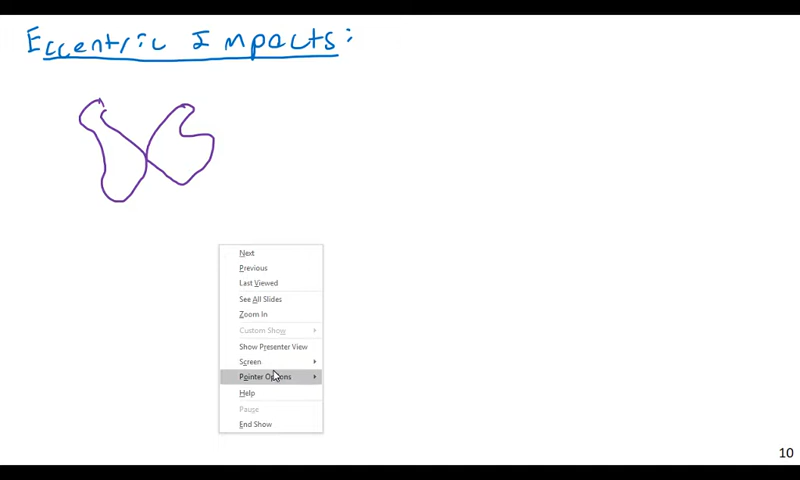 Eccentric Impacts:
Next
Previous
Last Viewed
See All Slides
Zoom In
Custom Show
Show Presenter View
Screen
Pointer Options
Help
Pause
End Show
10